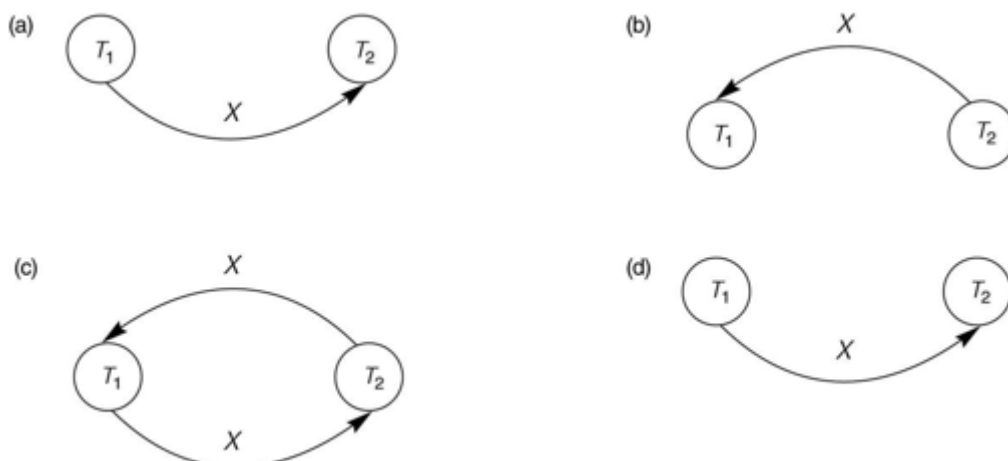 (a) T₁ T₂ X
(b) X T₁ T₂
(c) X T₁ T₂ X
(d) T₁ T₂ X